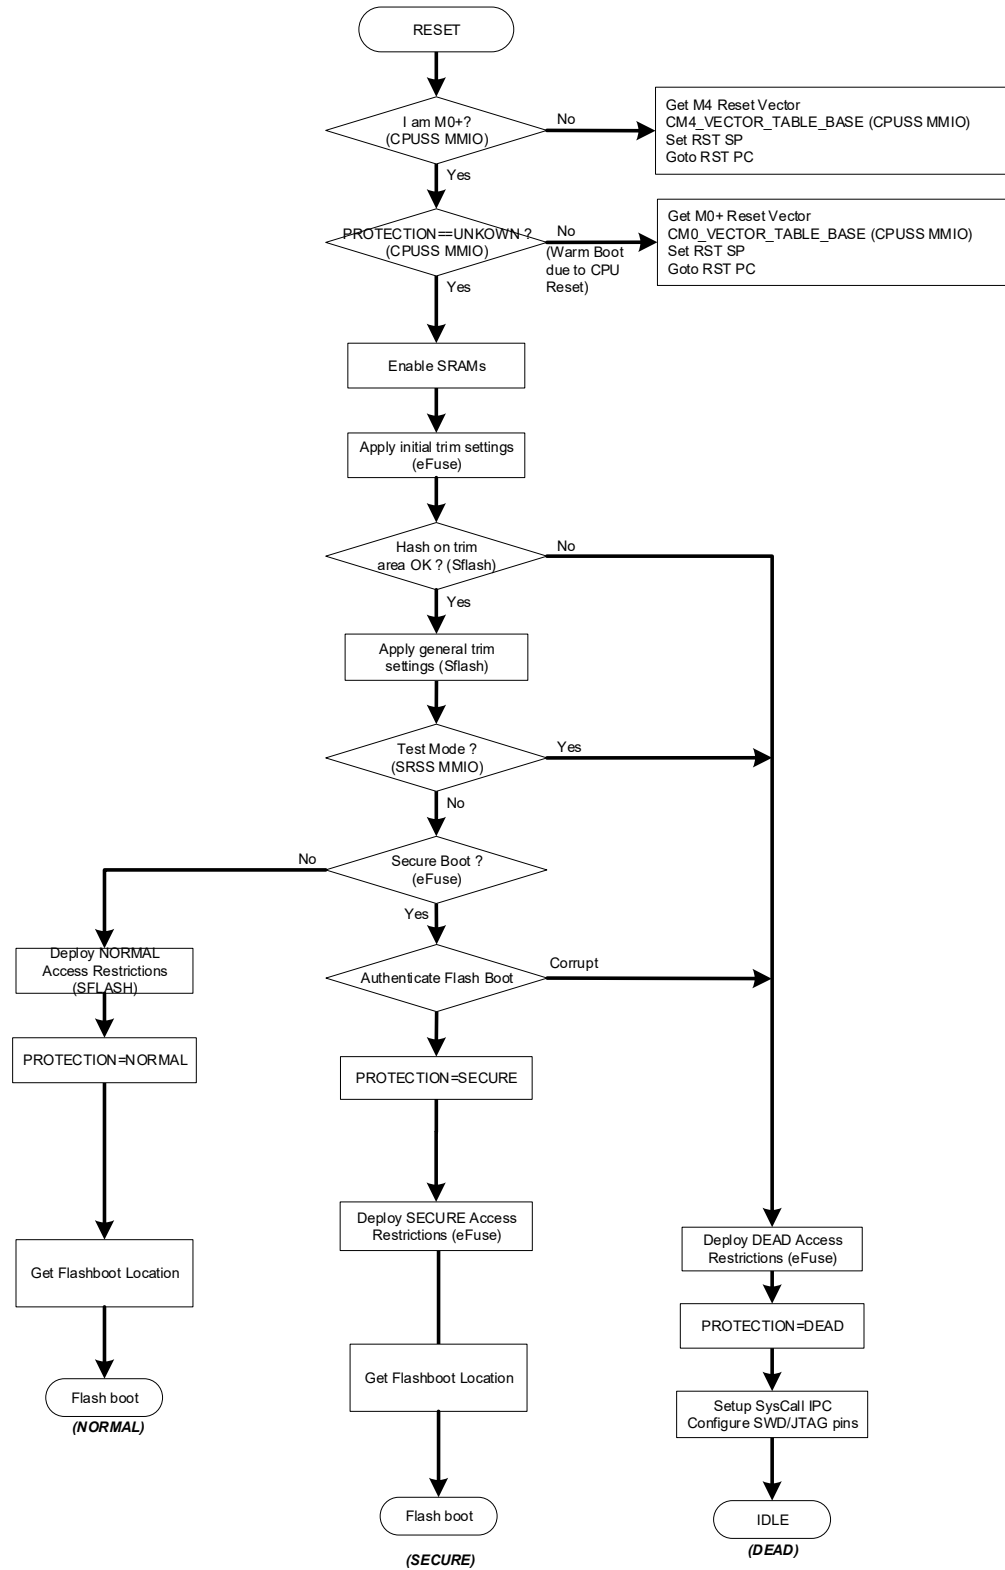 RESET
I am M0+?
(CPUSS MMIO)
No
Get M4 Reset Vector
CM4_VECTOR_TABLE_BASE (CPUSS MMIO)
Set RST SP
Goto RST PC
Yes
PROTECTION==UNKOWN ?
(CPUSS MMIO)
No
(Warm Boot
due to CPU
Reset)
Get M0+ Reset Vector
CM0_VECTOR_TABLE_BASE (CPUSS MMIO)
Set RST SP
Goto RST PC
Yes
Enable SRAMs
Apply initial trim settings
(eFuse)
Hash on trim
area OK ? (Sflash)
No
Yes
Apply general trim
settings (Sflash)
Test Mode ?
(SRSS MMIO)
Yes
No
Secure Boot ?
(eFuse)
No
Yes
Deploy NORMAL
Access Restrictions
(SFLASH)
Authenticate Flash Boot
Corrupt
PROTECTION=NORMAL
PROTECTION=SECURE
Deploy SECURE Access
Restrictions (eFuse)
Get Flashboot Location
Deploy DEAD Access
Restrictions (eFuse)
PROTECTION=DEAD
Get Flashboot Location
Flash boot
(NORMAL)
Setup SysCall IPC
Configure SWD/JTAG pins
Flash boot
(SECURE)
IDLE
(DEAD)